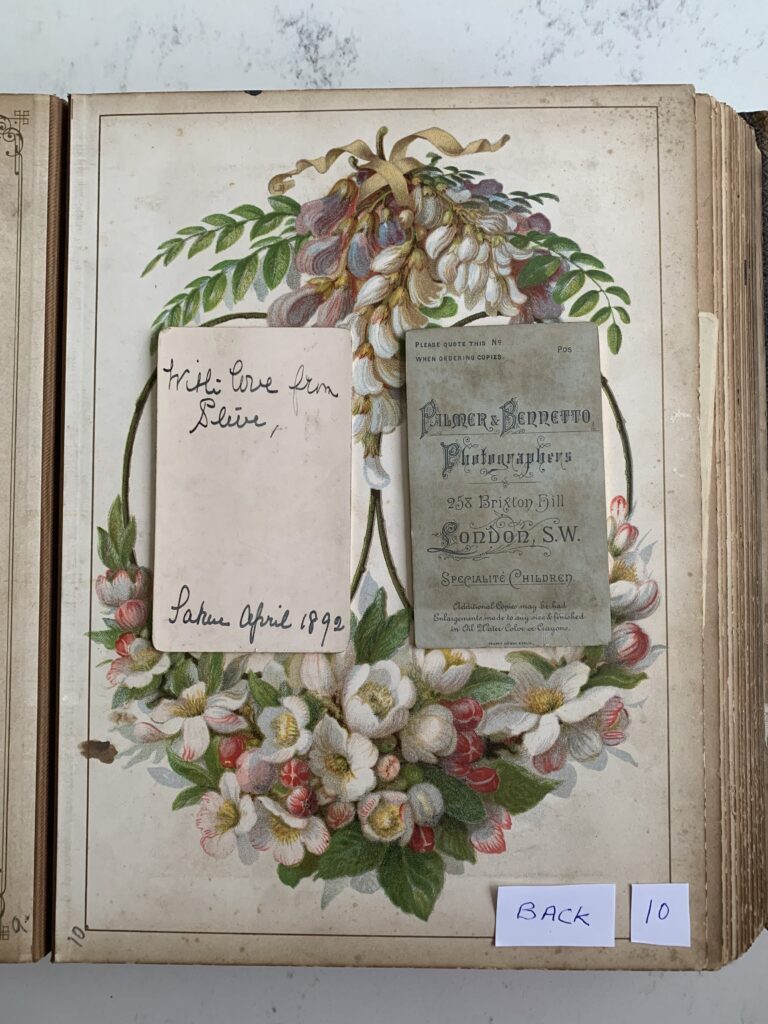 With love from
Taken April 1892
PLEASE QUOTE THIS Nº
WHEN ORDERING COPIES. POS
PALMER & BENNETTO
Photographers
258 Brixton Hill
LONDON, S.W.
SPECIALITÉ CHILDREN.
Additional Copies may be had
Enlargements made to any size & finished
in Oil Water Color or Crayons.
BACK 10
9.
10